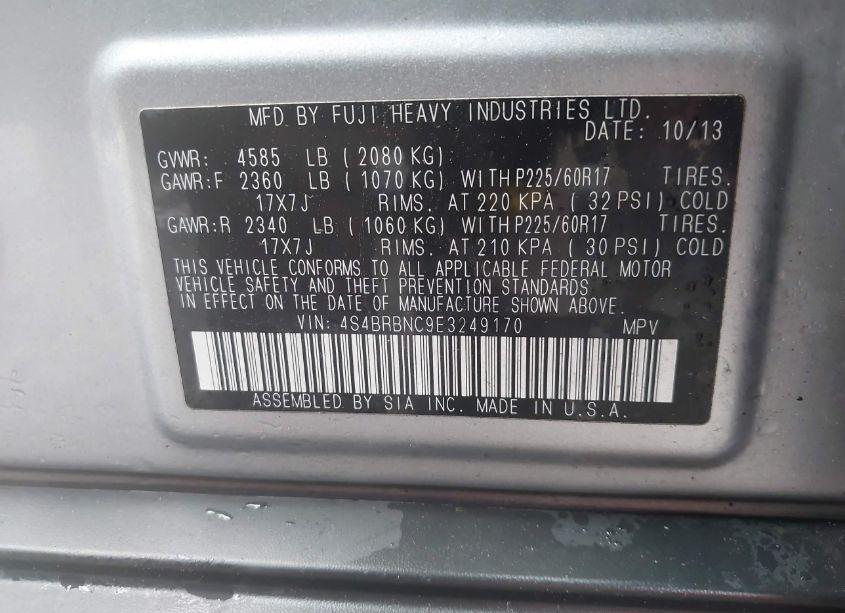 MFD BY FUJI HEAVY INDUSTRIES LTD.
DATE: 10/13
GVWR: 4585 LB ( 2080 KG)
GAWR:F 2360 LB ( 1070 KG) WITH P225/60R17 TIRES.
17X7J RIMS. AT 220 KPA ( 32 PSI) COLD
GAWR:R 2340 LB ( 1060 KG) WITH P225/60R17 TIRES.
17X7J RIMS. AT 210 KPA ( 30 PSI) COLD
THIS VEHICLE CONFORMS TO ALL APPLICABLE FEDERAL MOTOR
VEHICLE SAFETY AND THEFT PREVENTION STANDARDS
IN EFFECT ON THE DATE OF MANUFACTURE SHOWN ABOVE.
VIN: 4S4BRBNC9E3249170 MPV
ASSEMBLED BY SIA INC. MADE IN U.S.A.